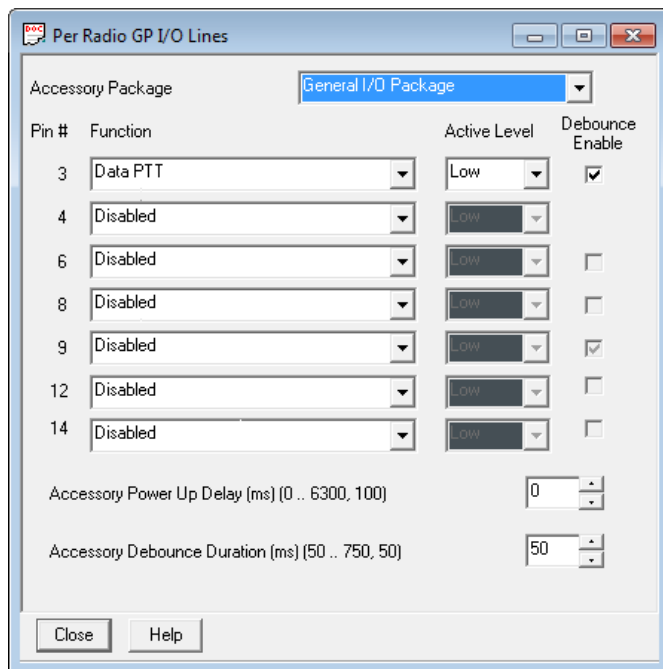 DOC Per Radio GP I/O Lines
Accessory Package General I/O Package
Pin # Function Active Level Debounce Enable
3 Data PTT Low
4 Disabled Low
6 Disabled Low
8 Disabled Low
9 Disabled Low
12 Disabled Low
14 Disabled Low
Accessory Power Up Delay (ms) (0 .. 6300, 100) 0
Accessory Debounce Duration (ms) (50 .. 750, 50) 50
Close Help